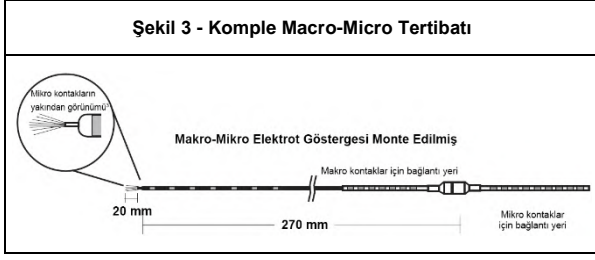 Şekil 3 - Komple Macro-Micro Tertibatı
Mikro kontakların
yakından görünümü
Makro-Mikro Elektrot Göstergesi Monte Edilmiş
Makro kontaklar için bağlantı yeri
20 mm
270 mm
Mikro kontaklar
için bağlantı yeri